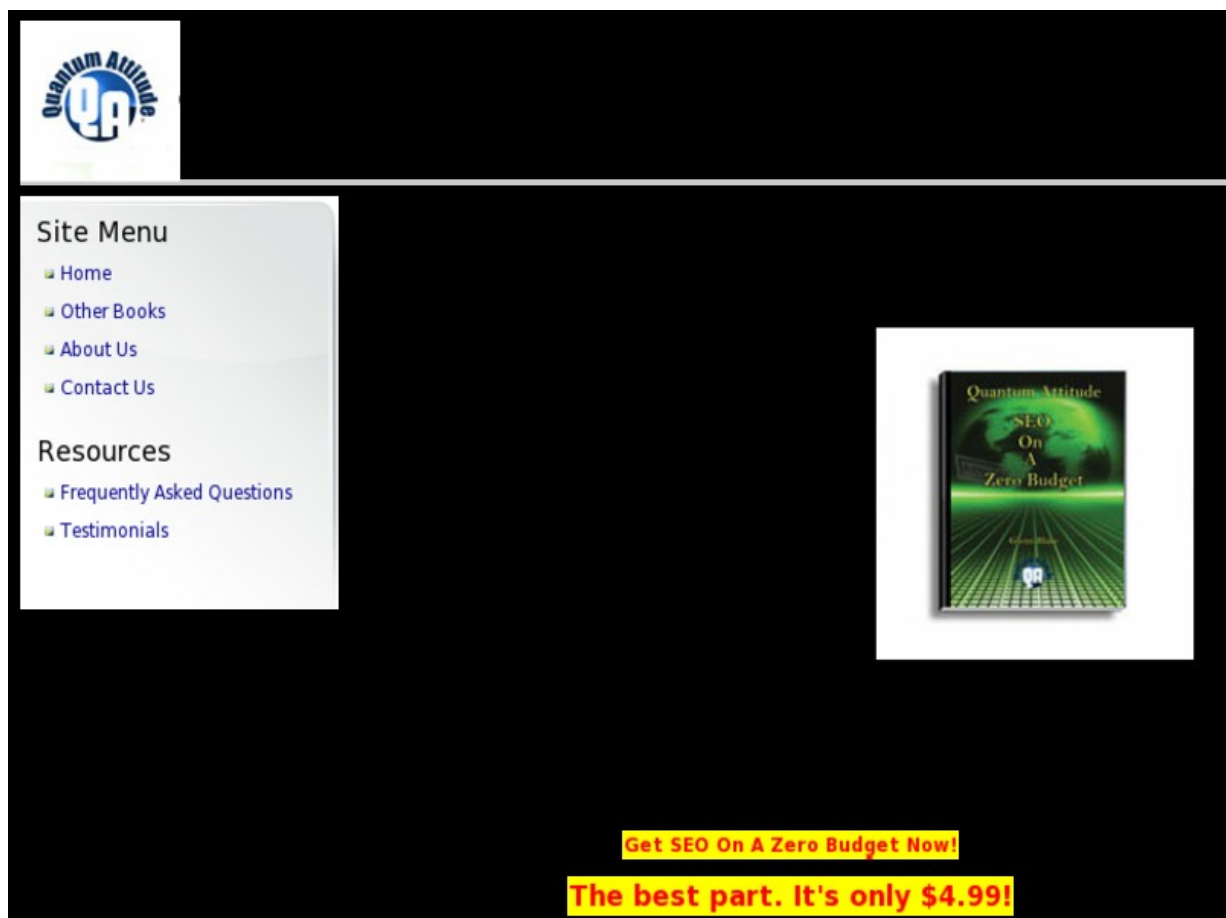 Quantum Attitude
QA
Site Menu
Home
Other Books
About Us
Contact Us
Resources
Frequently Asked Questions
Testimonials
Quantum Attitude
SEO
On
A
Zero Budget
QA
Get SEO On A Zero Budget Now!
The best part. It's only $4.99!